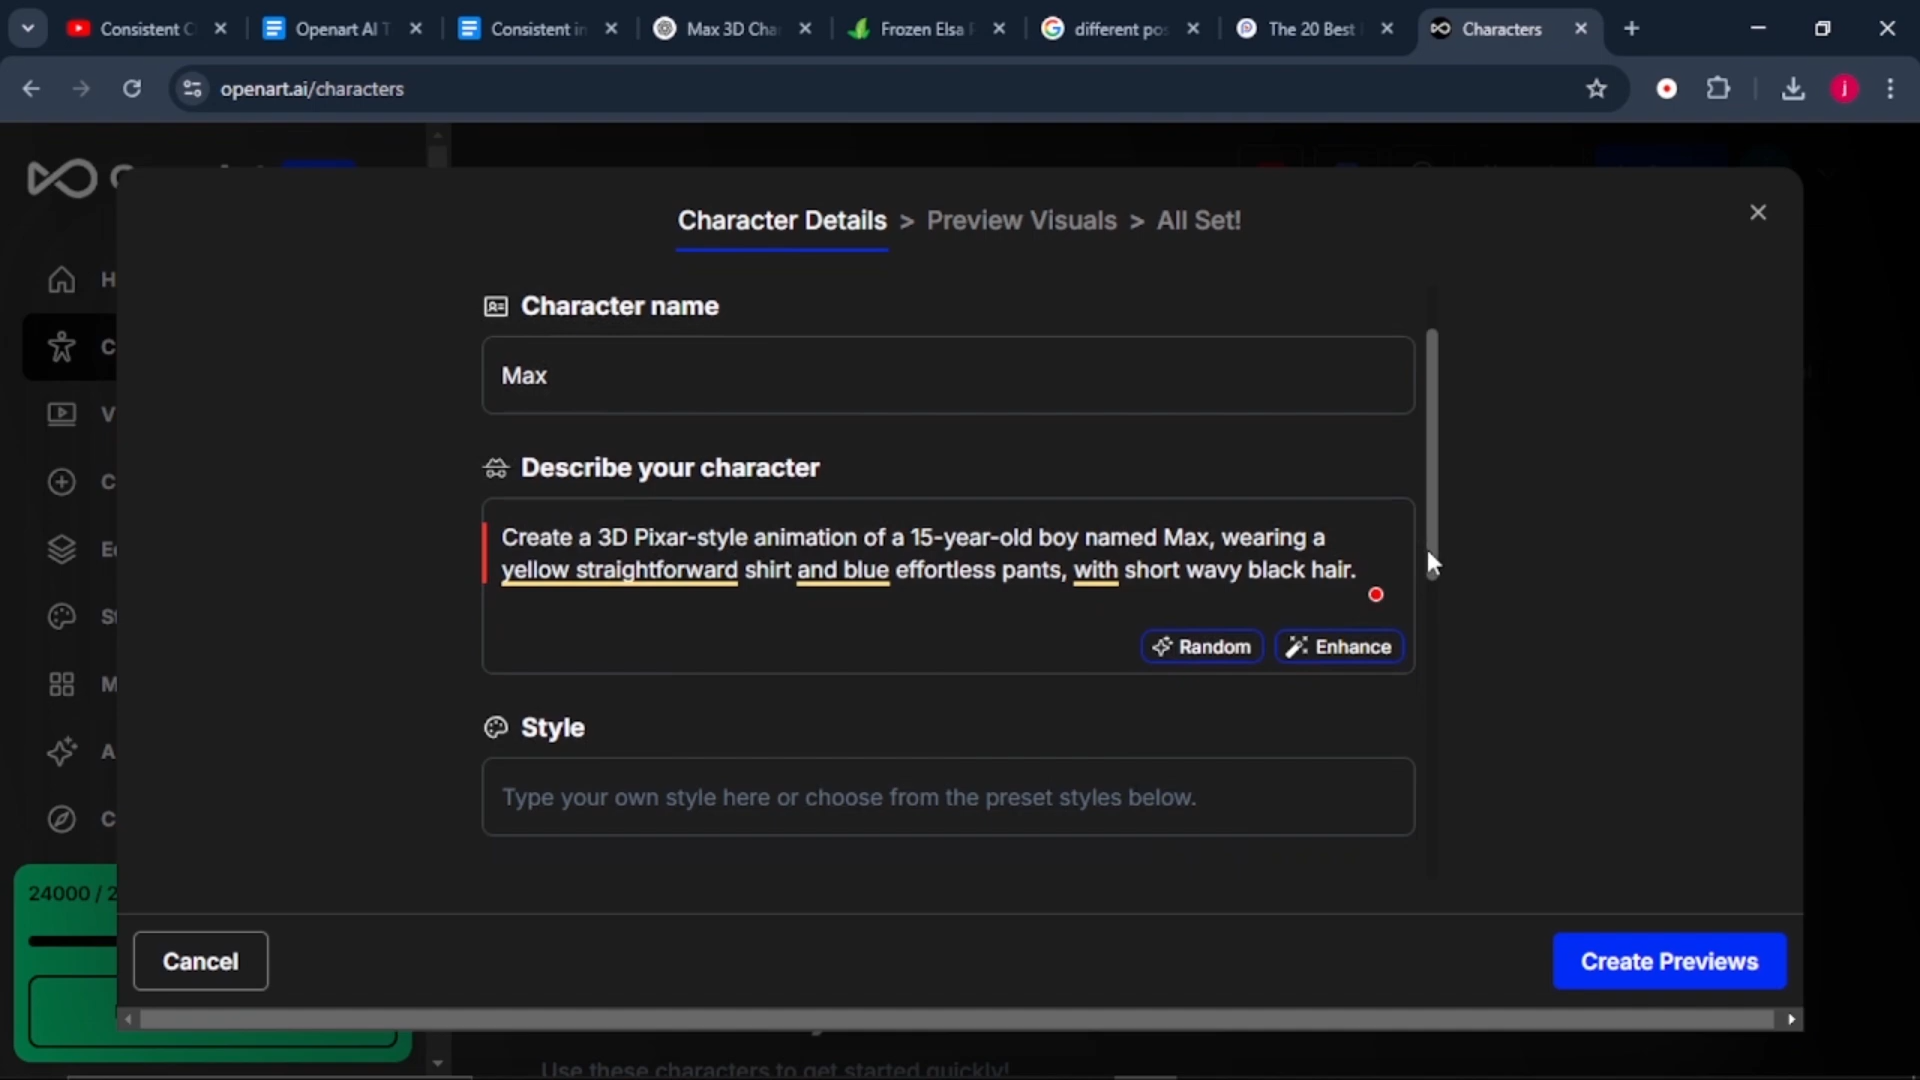 Consistent C
Openart AI T
Consistent in
Max 3D Cha
Frozen Elsa F
different pos
The 20 Best
Characters
openart.ai/characters
j
Character Details > Preview Visuals > All Set!
Character name
Max
Describe your character
Create a 3D Pixar-style animation of a 15-year-old boy named Max, wearing a
yellow straightforward shirt and blue effortless pants, with short wavy black hair.
Random
Enhance
Style
Type your own style here or choose from the preset styles below.
H
C
V
C
Ec
St
M
A
C
24000 / 2
Cancel
Create Previews
Use these characters to get started quickly!